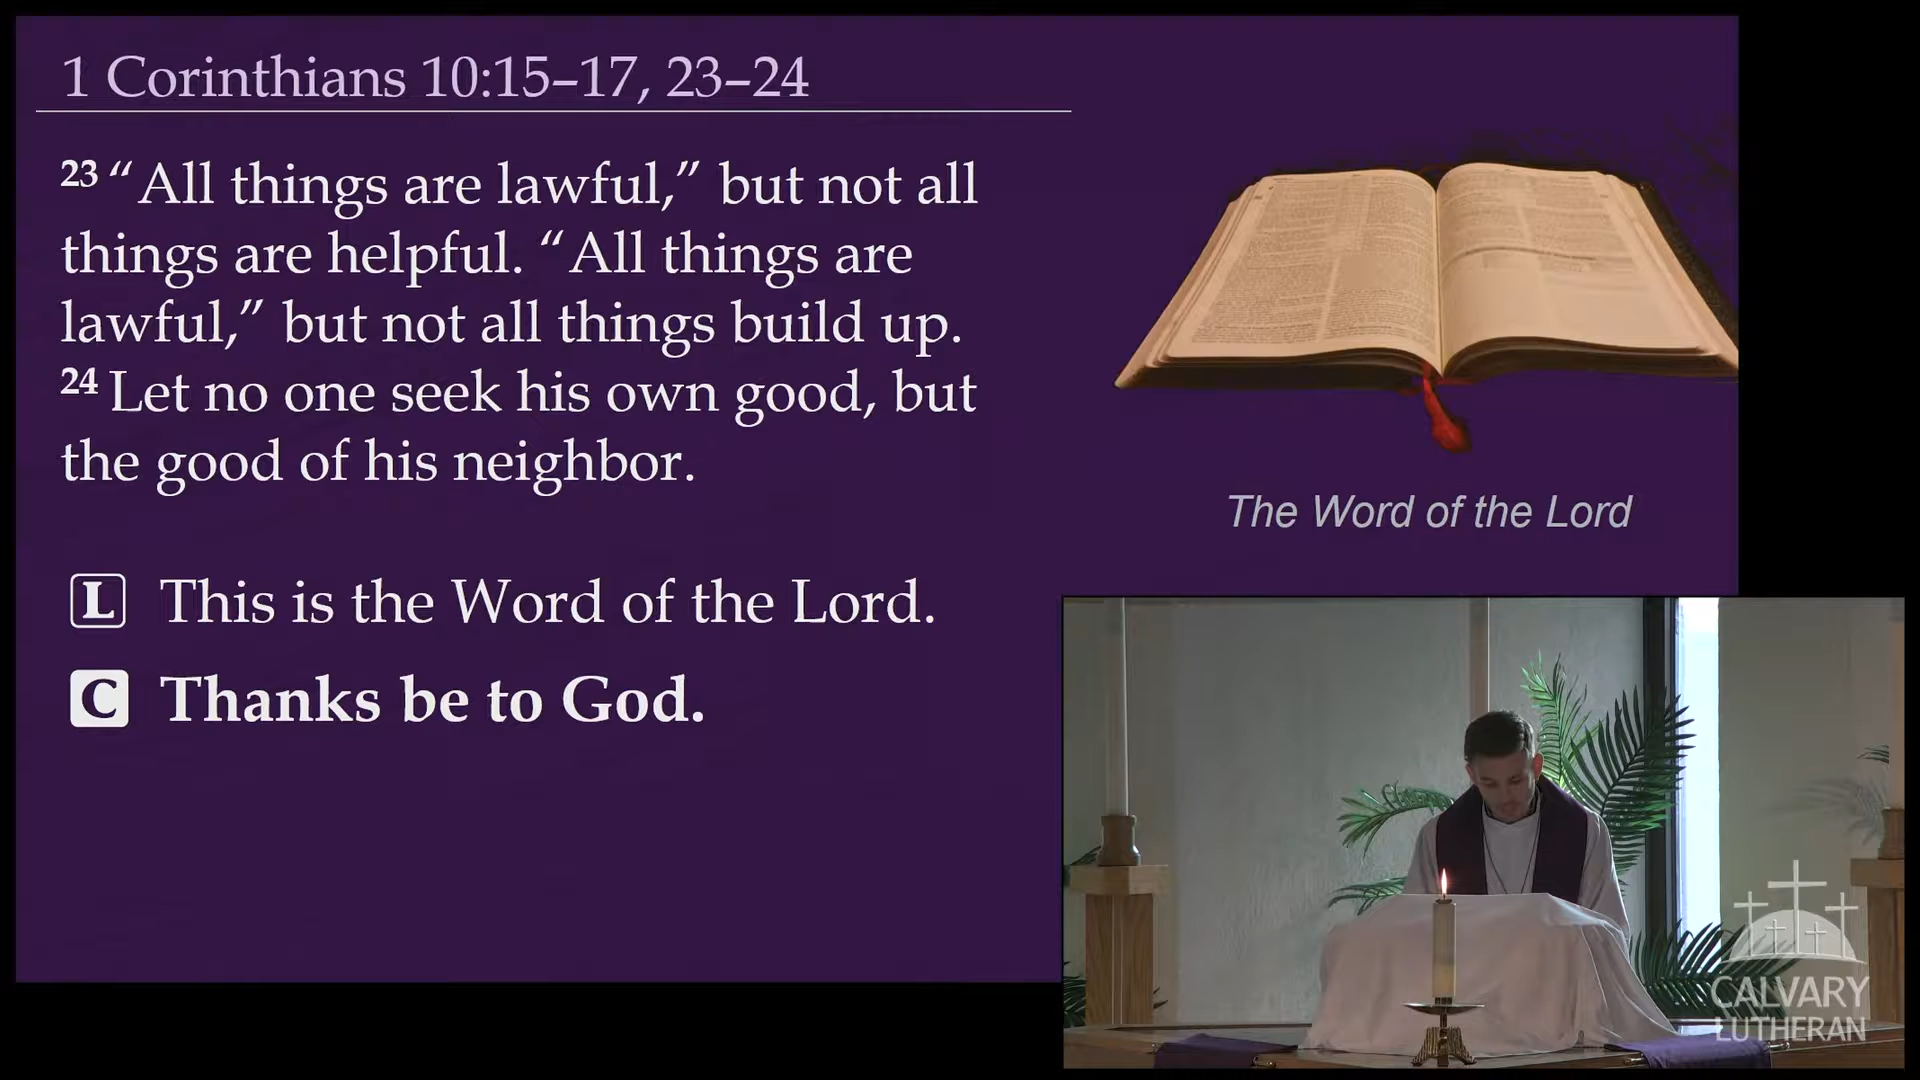 1 Corinthians 10:15–17, 23–24
23 “All things are lawful,” but not all
things are helpful. “All things are
lawful,” but not all things build up.
24 Let no one seek his own good, but
the good of his neighbor.
L This is the Word of the Lord.
C Thanks be to God.
The Word of the Lord
CALVARY
LUTHERAN